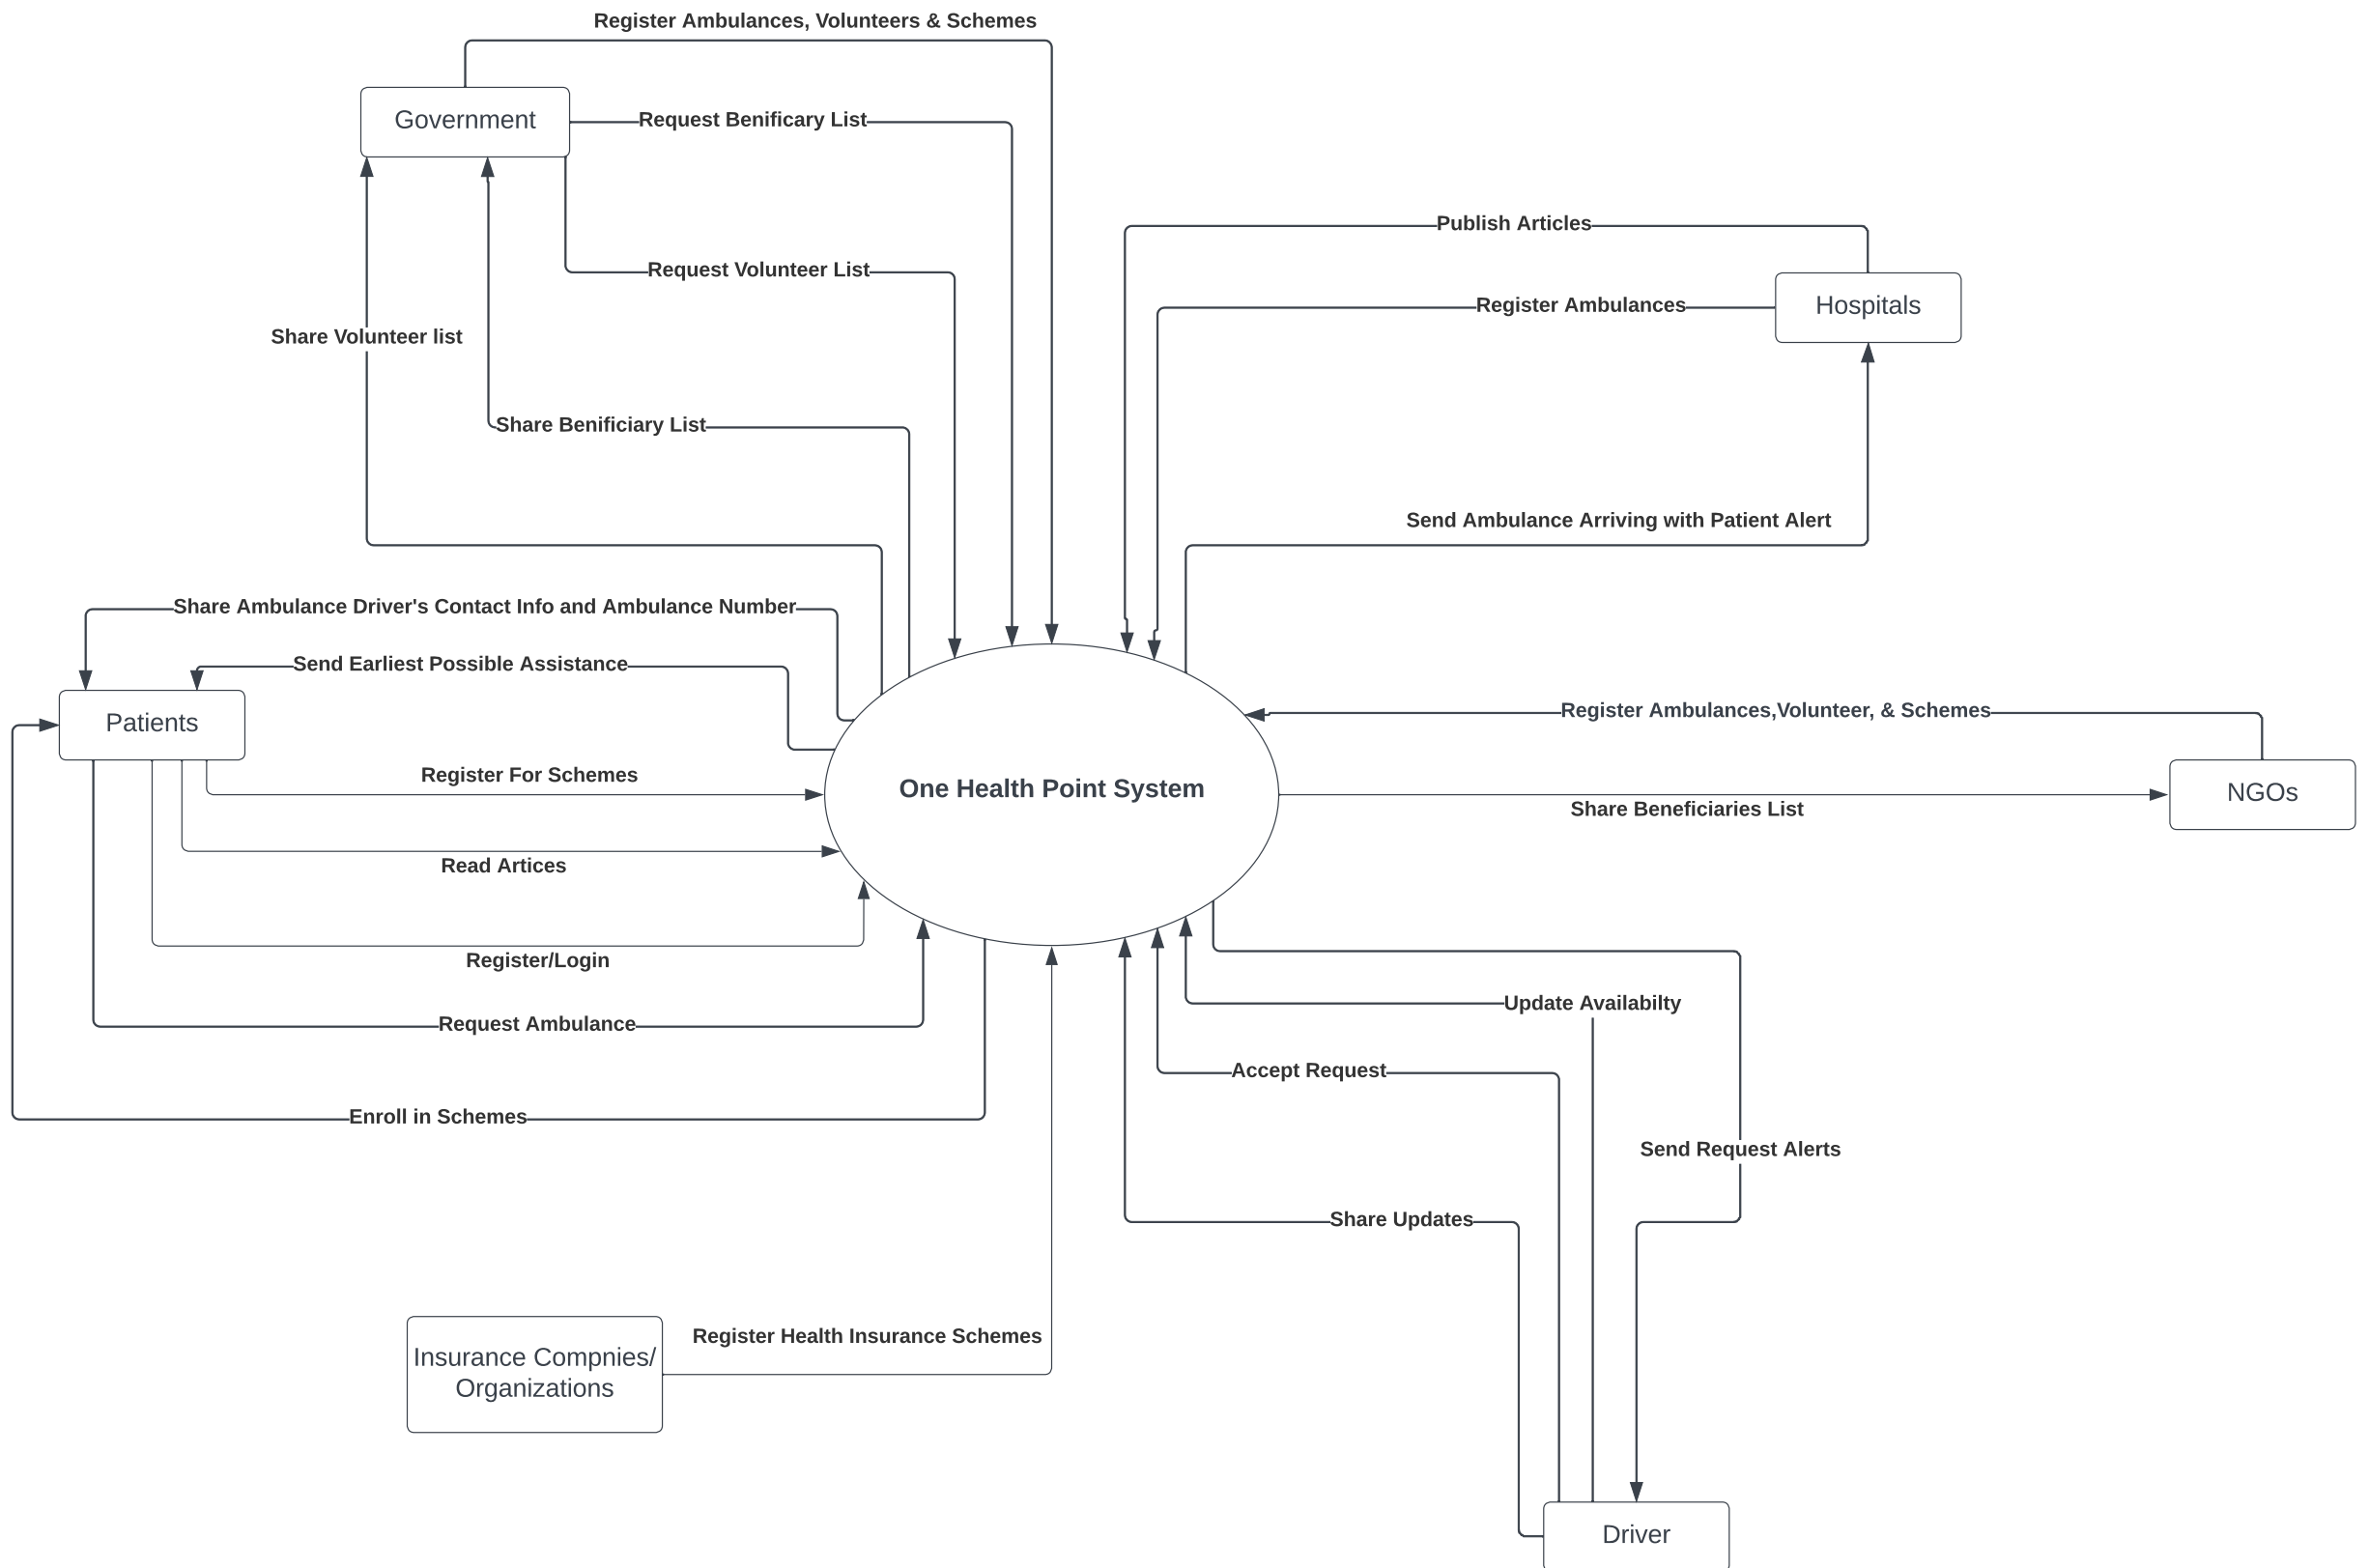 Register Ambulances, Volunteers & Schemes
Government
Request Benificary List
Publish Articles
Request Volunteer List
Hospitals
Register Ambulances
Share Volunteer list
Share Benificiary List
Send Ambulance Arriving with Patient Alert
Share Ambulance Driver's Contact Info and Ambulance Number
Send Earliest Possible Assistance
Patients
Register Ambulances,Volunteer, & Schemes
Register For Schemes
One Health Point System
NGOs
Share Beneficiaries List
Read Artices
Register/Login
Request Ambulance
Update Availabilty
Accept Request
Enroll in Schemes
Send Request Alerts
Share Updates
Register Health Insurance Schemes
Insurance Compnies/
Organizations
Driver